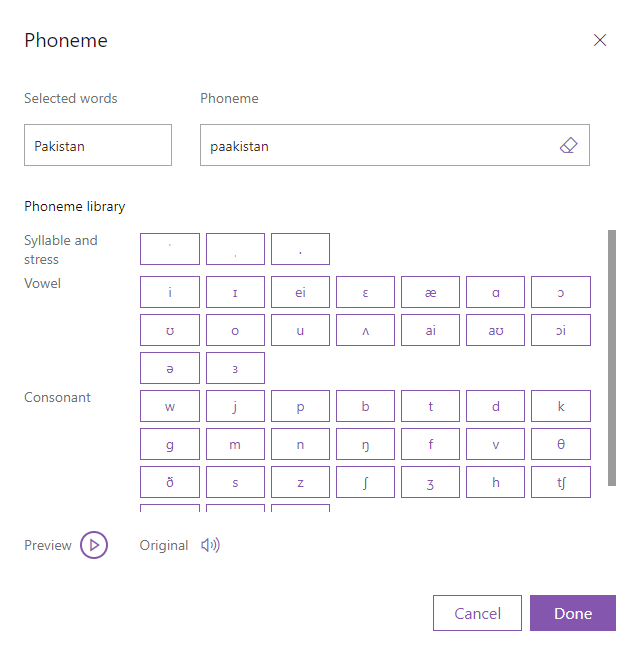 Phoneme
Selected words Phoneme
Pakistan paakistan
Phoneme library
Syllable and stress ˈ ˌ .
Vowel i ɪ ei ɛ æ ɑ ɔ
ʊ o u ʌ ai aʊ ɔi
ə ɜ
Consonant w j p b t d k
g m n ŋ f v θ
ð s z ʃ ʒ h tʃ
Preview Original
Cancel Done